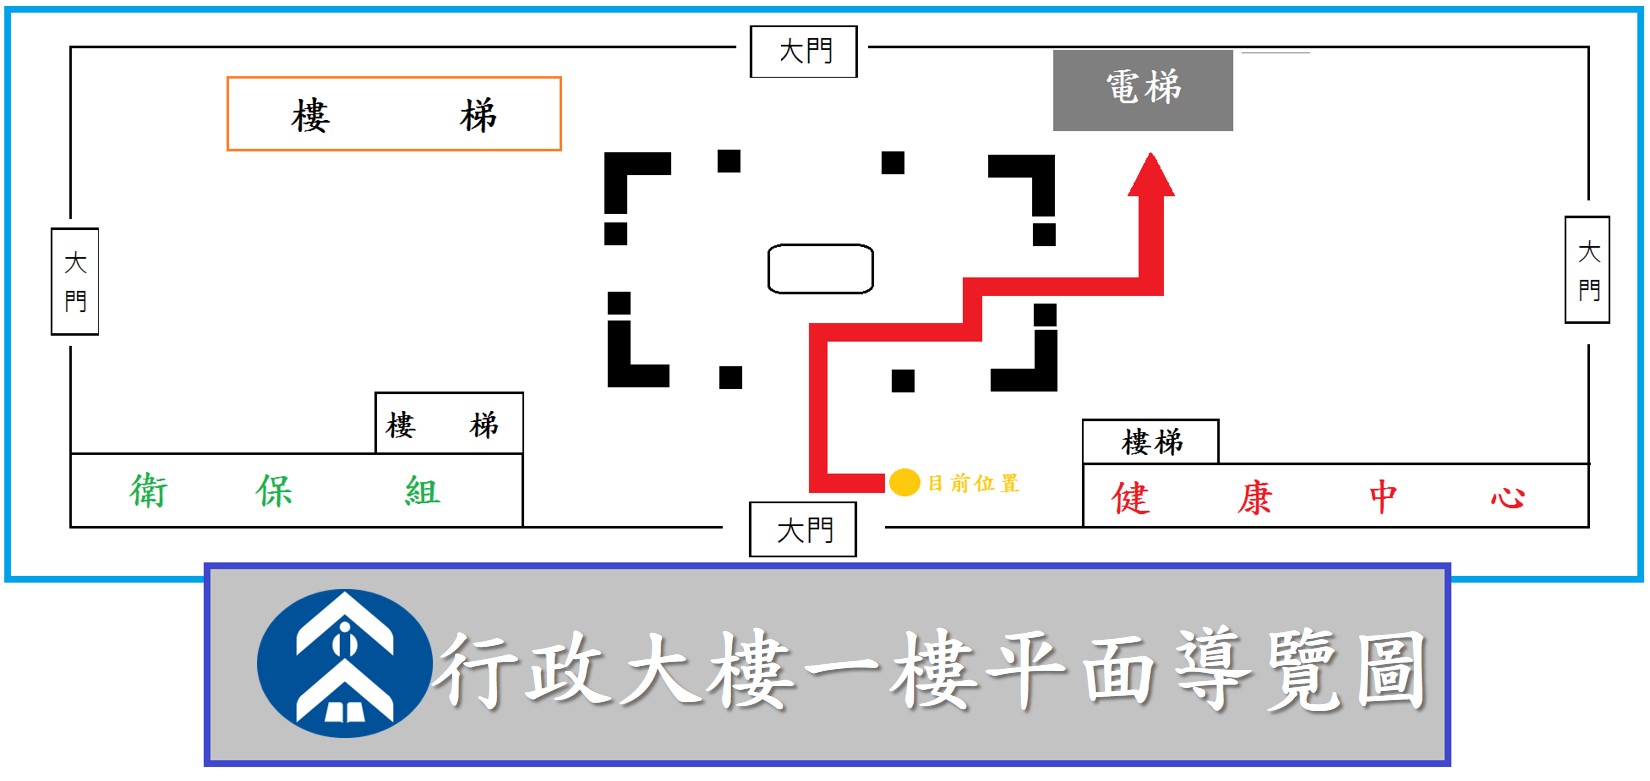 大門
電梯
樓 梯
大門
大門
樓 梯
樓梯
衛 保 組
目前位置
健 康 中 心
大門
行政大樓一樓平面導覽圖